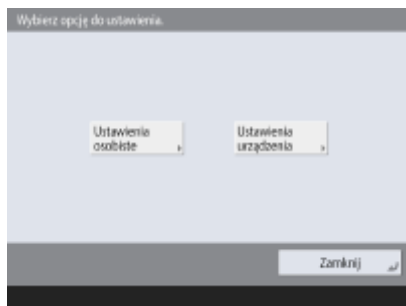 Wybierz opcję do ustawienia.
Ustawienia
osobiste
Ustawienia
urządzenia
Zamknij